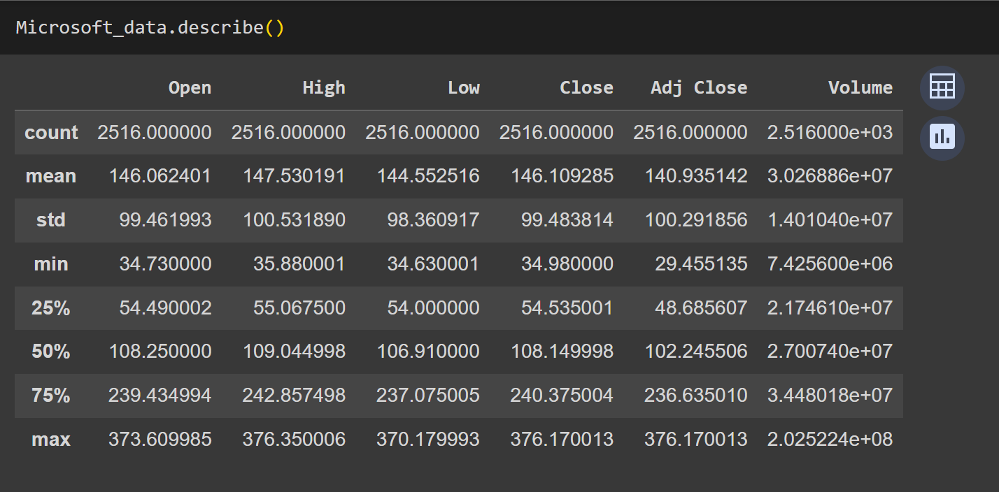 Microsoft_data.describe()
Open High Low Close Adj Close Volume
count 2516.000000 2516.000000 2516.000000 2516.000000 2516.000000 2.516000e+03
mean 146.062401 147.530191 144.552516 146.109285 140.935142 3.026886e+07
std 99.461993 100.531890 98.360917 99.483814 100.291856 1.401040e+07
min 34.730000 35.880001 34.630001 34.980000 29.455135 7.425600e+06
25% 54.490002 55.067500 54.000000 54.535001 48.685607 2.174610e+07
50% 108.250000 109.044998 106.910000 108.149998 102.245506 2.700740e+07
75% 239.434994 242.857498 237.075005 240.375004 236.635010 3.448018e+07
max 373.609985 376.350006 370.179993 376.170013 376.170013 2.025224e+08